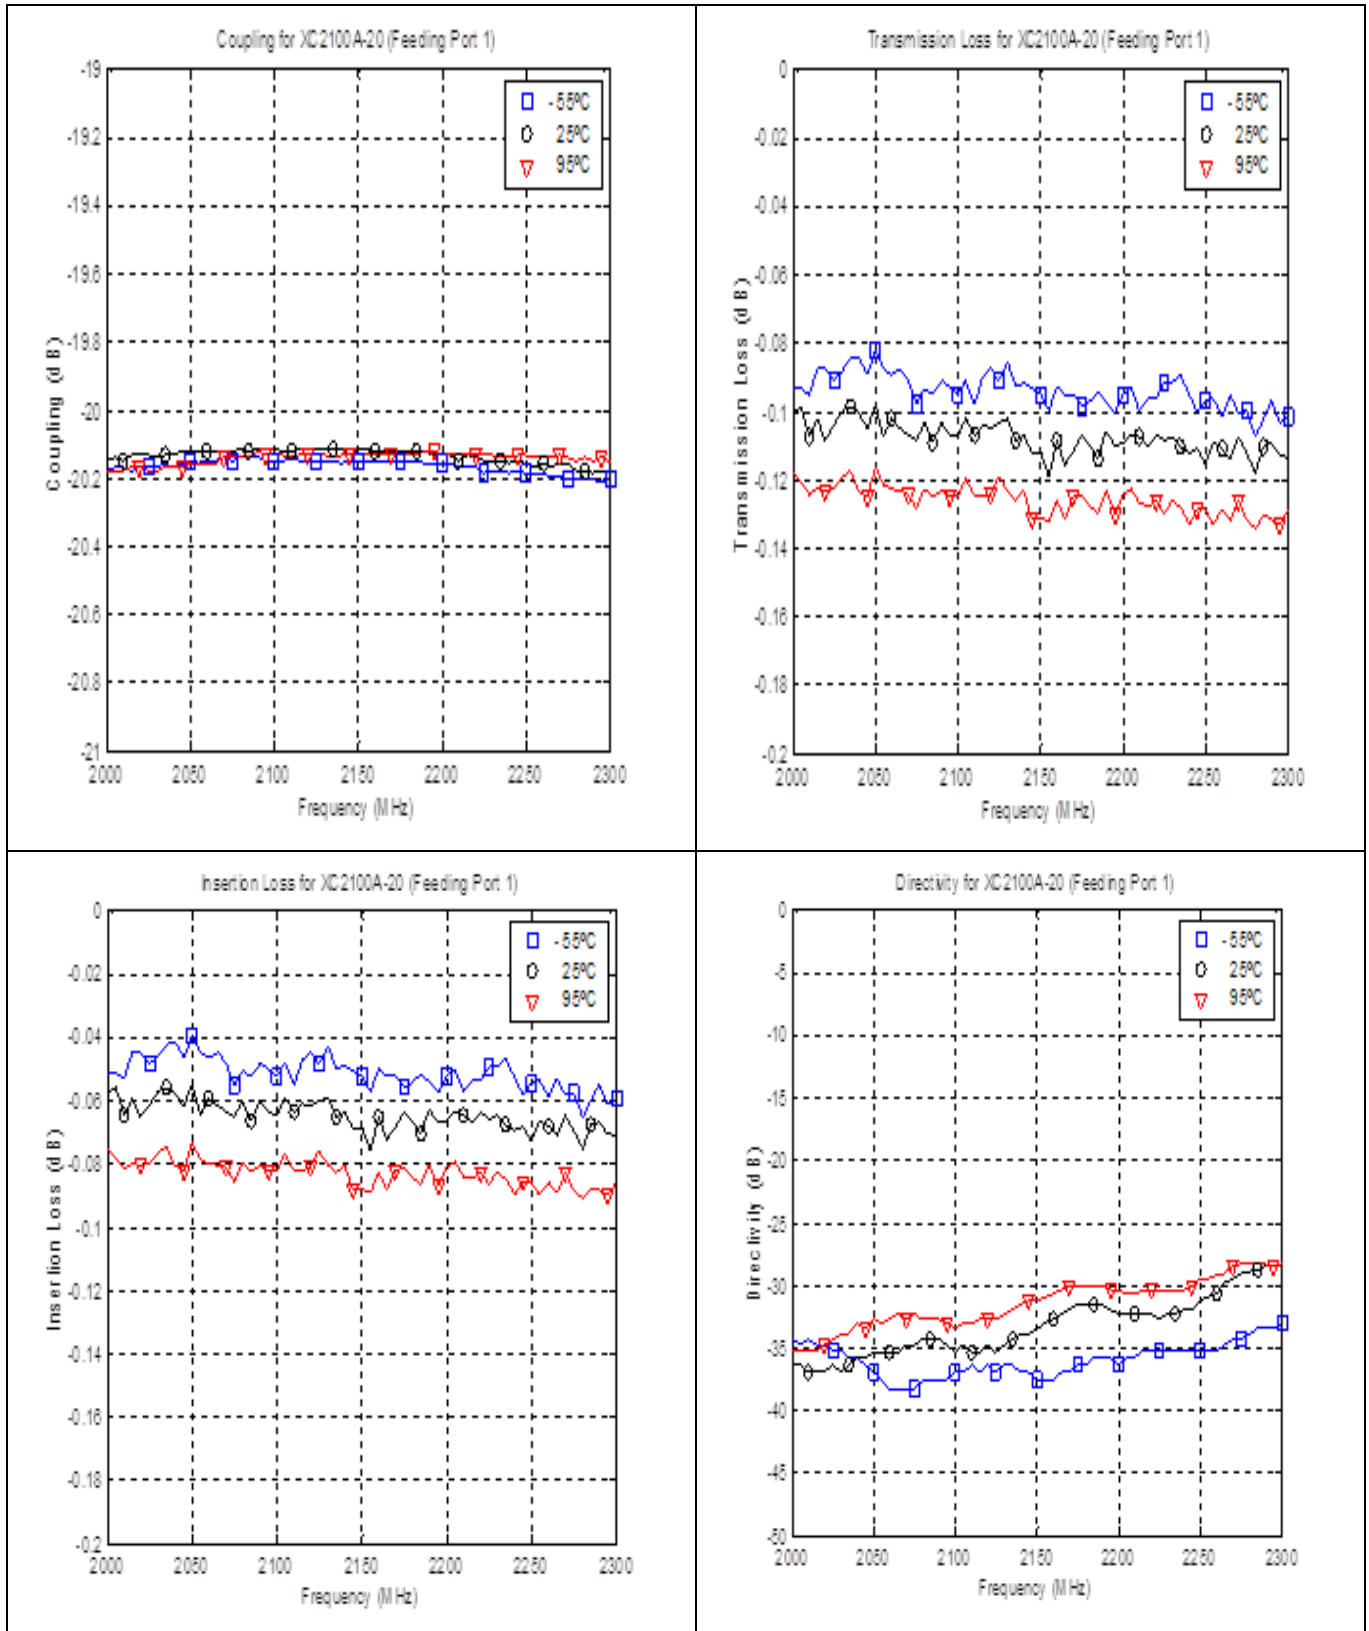 Coupling for XC2100A-20 (Feeding Port 1)
-19
-19.2
-19.4
-19.6
-19.8
-20
-20.2
-20.4
-20.6
-20.8
-21
Coupling (dB)
-55ºC
25ºC
95ºC
2000 2050 2100 2150 2200 2250 2300
Frequency (MHz)
Transmission Loss for XC2100A-20 (Feeding Port 1)
0
-0.02
-0.04
-0.06
-0.08
-0.1
-0.12
-0.14
-0.16
-0.18
-0.2
Transmission Loss (dB)
-55ºC
25ºC
95ºC
2000 2050 2100 2150 2200 2250 2300
Frequency (MHz)
Insertion Loss for XC2100A-20 (Feeding Port 1)
0
-0.02
-0.04
-0.06
-0.08
-0.1
-0.12
-0.14
-0.16
-0.18
-0.2
Insertion Loss (dB)
-55ºC
25ºC
95ºC
2000 2050 2100 2150 2200 2250 2300
Frequency (MHz)
Directivity for XC2100A-20 (Feeding Port 1)
0
-5
-10
-15
-20
-25
-30
-35
-40
-45
-50
Directivity (dB)
-55ºC
25ºC
95ºC
2000 2050 2100 2150 2200 2250 2300
Frequency (MHz)